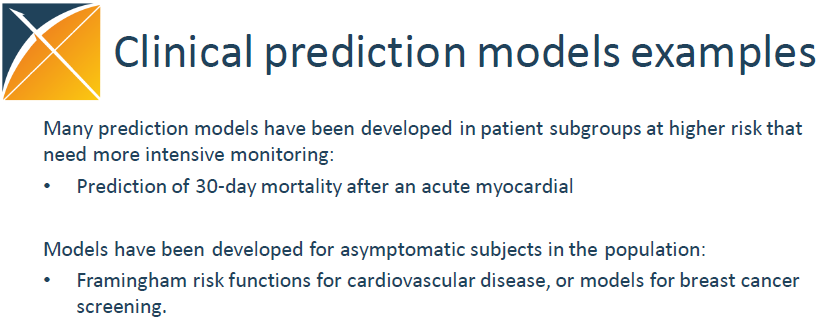 Clinical prediction models examples
Many prediction models have been developed in patient subgroups at higher risk that
need more intensive monitoring:
• Prediction of 30-day mortality after an acute myocardial
Models have been developed for asymptomatic subjects in the population:
• Framingham risk functions for cardiovascular disease, or models for breast cancer
screening.